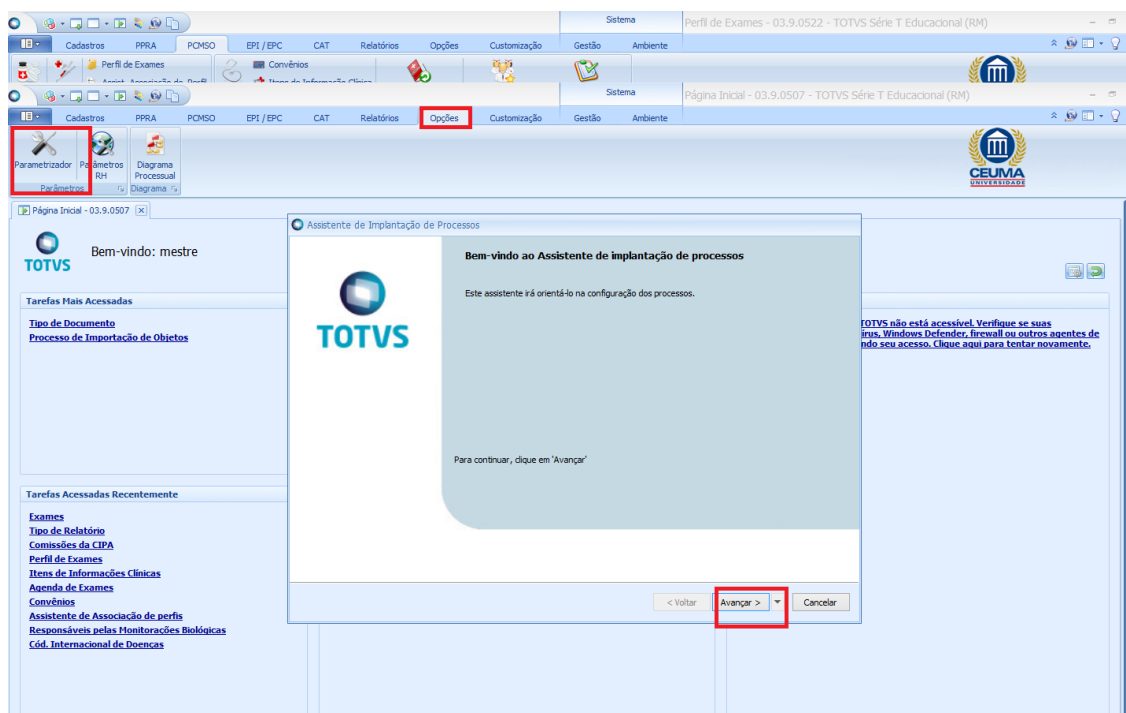 Sistema
Perfil de Exames - 03.9.0522 - TOTVS Série T Educacional (RM)
Cadastros PPRA PCMSO EPI / EPC CAT Relatórios Opções Customização Gestão Ambiente
Perfil de Exames
Convênios
Assist. Associação de Perfil
Itens de Informação Clínica
Sistema
Página Inicial - 03.9.0507 - TOTVS Série T Educacional (RM)
Cadastros PPRA PCMSO EPI / EPC CAT Relatórios Opções Customização Gestão Ambiente
Parametrizador Parâmetros RH Diagrama Processual
Parâmetros Diagrama
CEUMA
UNIVERSIDADE
Página Inicial - 03.9.0507
TOTVS
Bem-vindo: mestre
Tarefas Mais Acessadas
Tipo de Documento
Processo de Importação de Objetos
Assistente de Implantação de Processos
TOTVS
Bem-vindo ao Assistente de implantação de processos
Este assistente irá orientá-lo na configuração dos processos.
Para continuar, clique em 'Avançar'
< Voltar Avançar > Cancelar
TOTVS não está acessível. Verifique se suas
Windows Defender, firewall ou outros agentes de
seu acesso. Clique aqui para tentar novamente.
Tarefas Acessadas Recentemente
Exames
Tipo de Relatório
Comissões da CIPA
Perfil de Exames
Itens de Informações Clínicas
Agenda de Exames
Convênios
Assistente de Associação de perfis
Responsáveis pelas Monitorações Biológicas
Cód. Internacional de Doenças